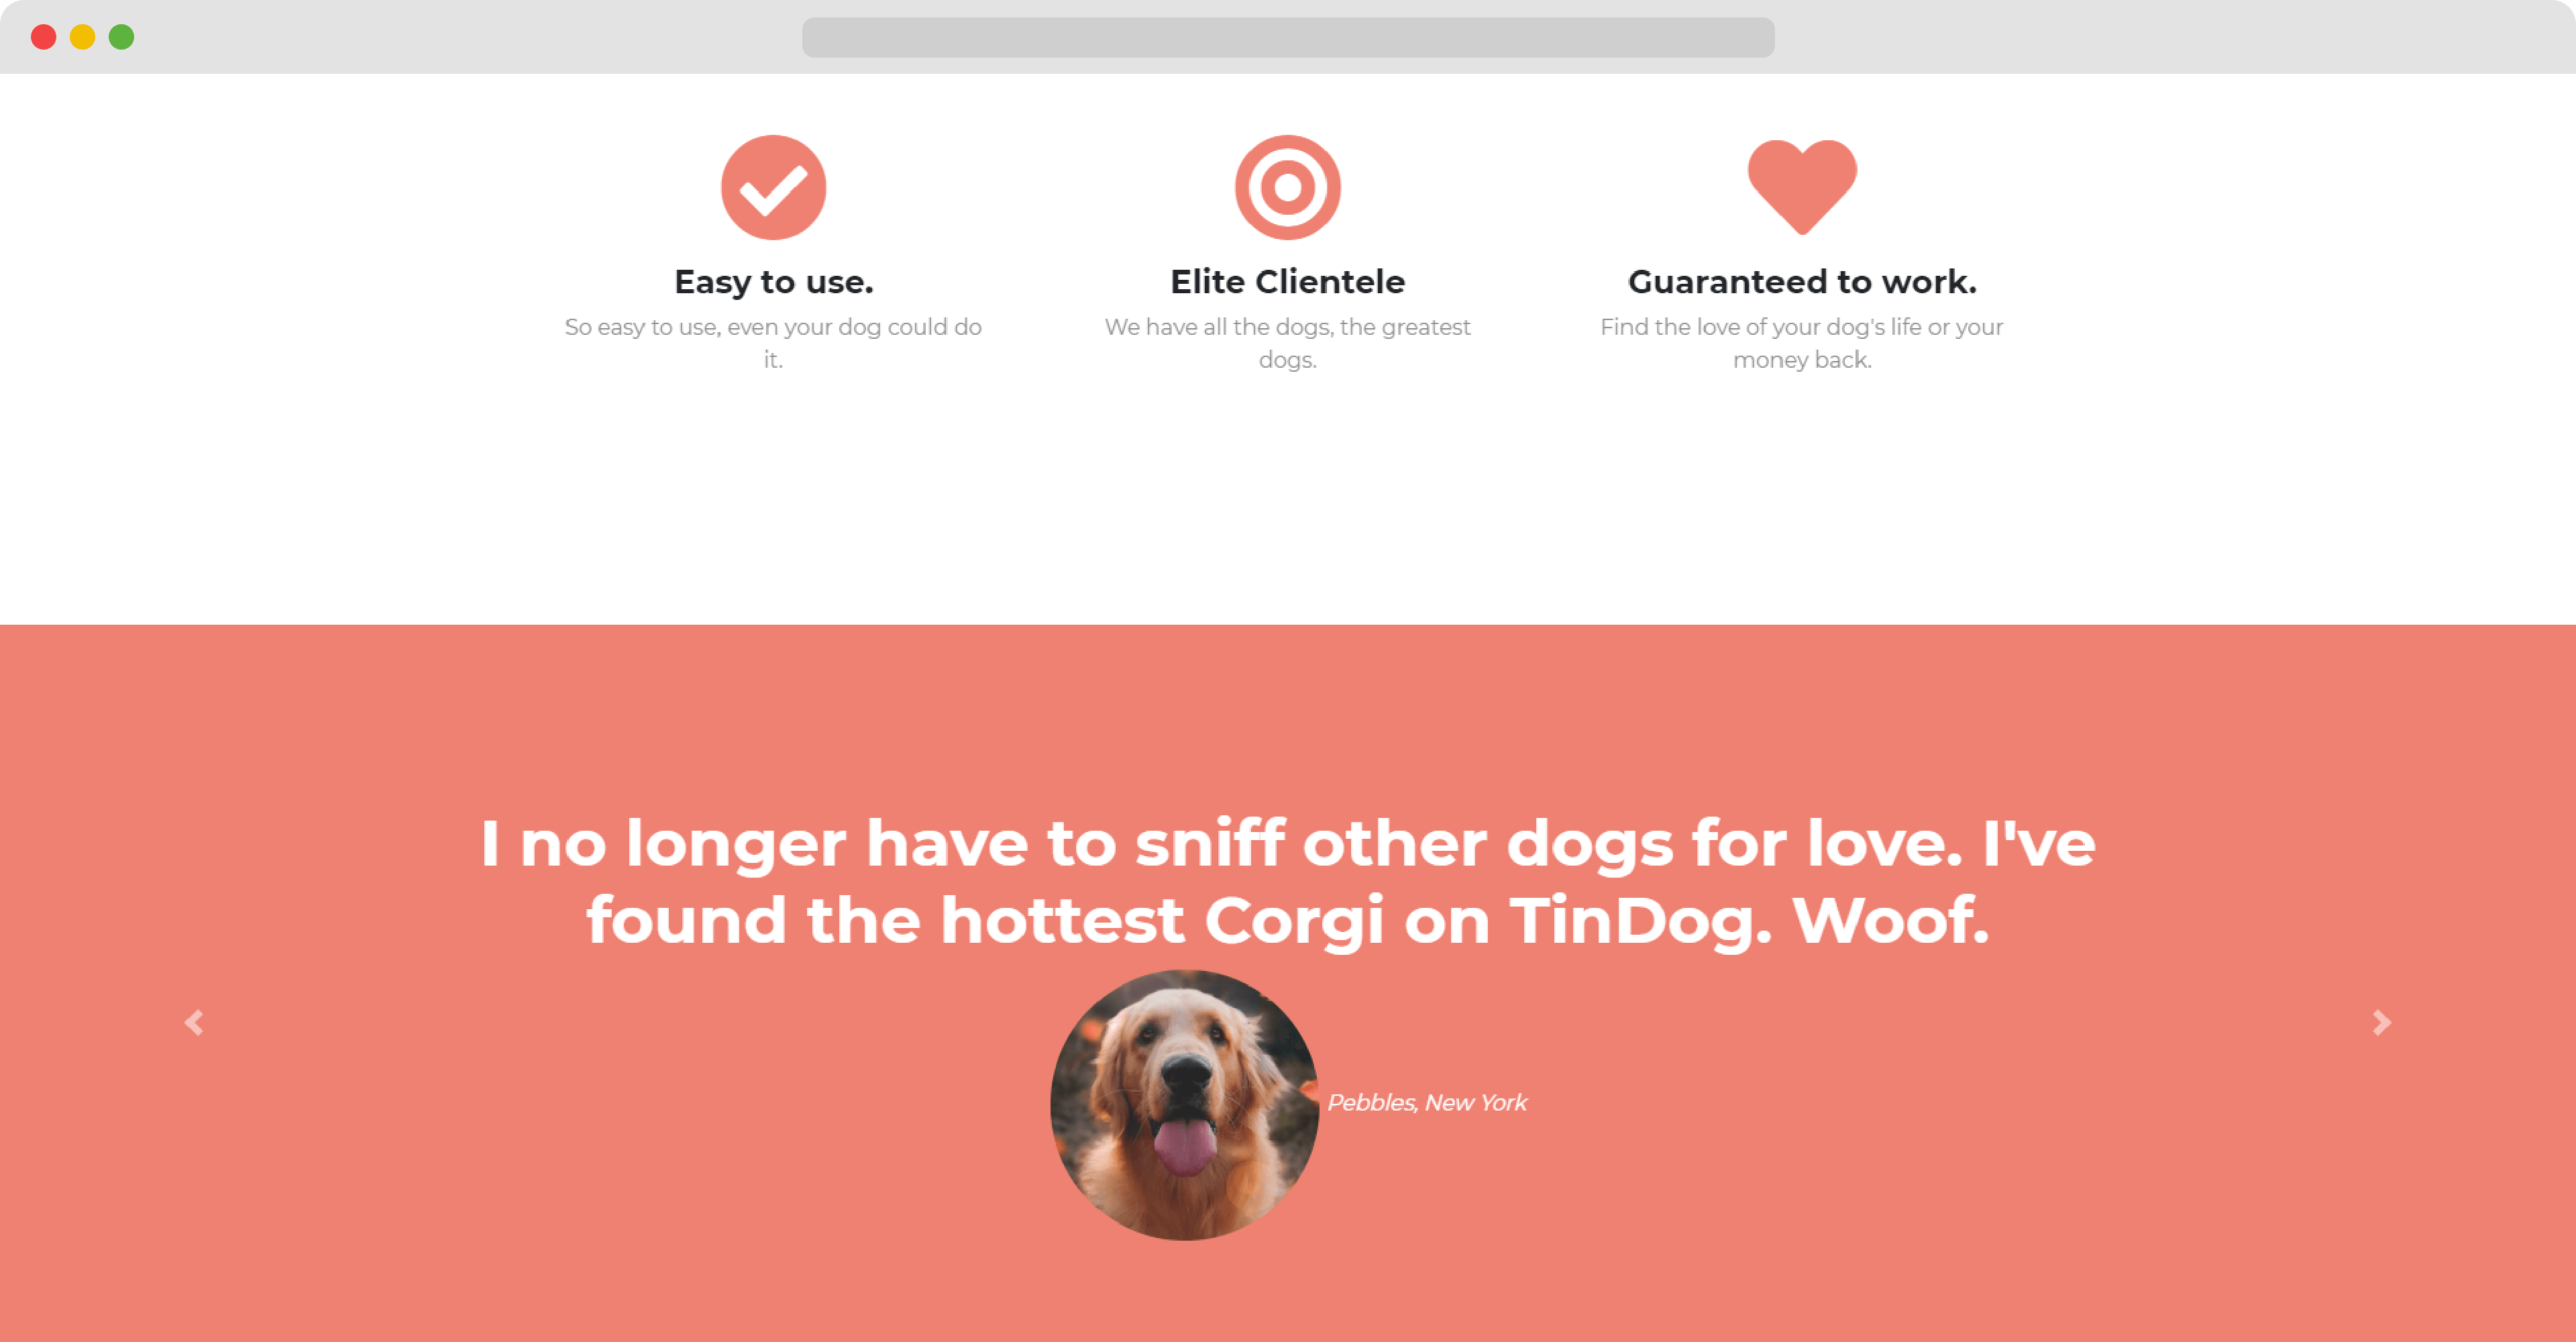 Easy to use.
So easy to use, even your dog could do
it.
Elite Clientele
We have all the dogs, the greatest
dogs.
Guaranteed to work.
Find the love of your dog's life or your
money back.
I no longer have to sniff other dogs for love. I've
found the hottest Corgi on TinDog. Woof.
Pebbles, New York